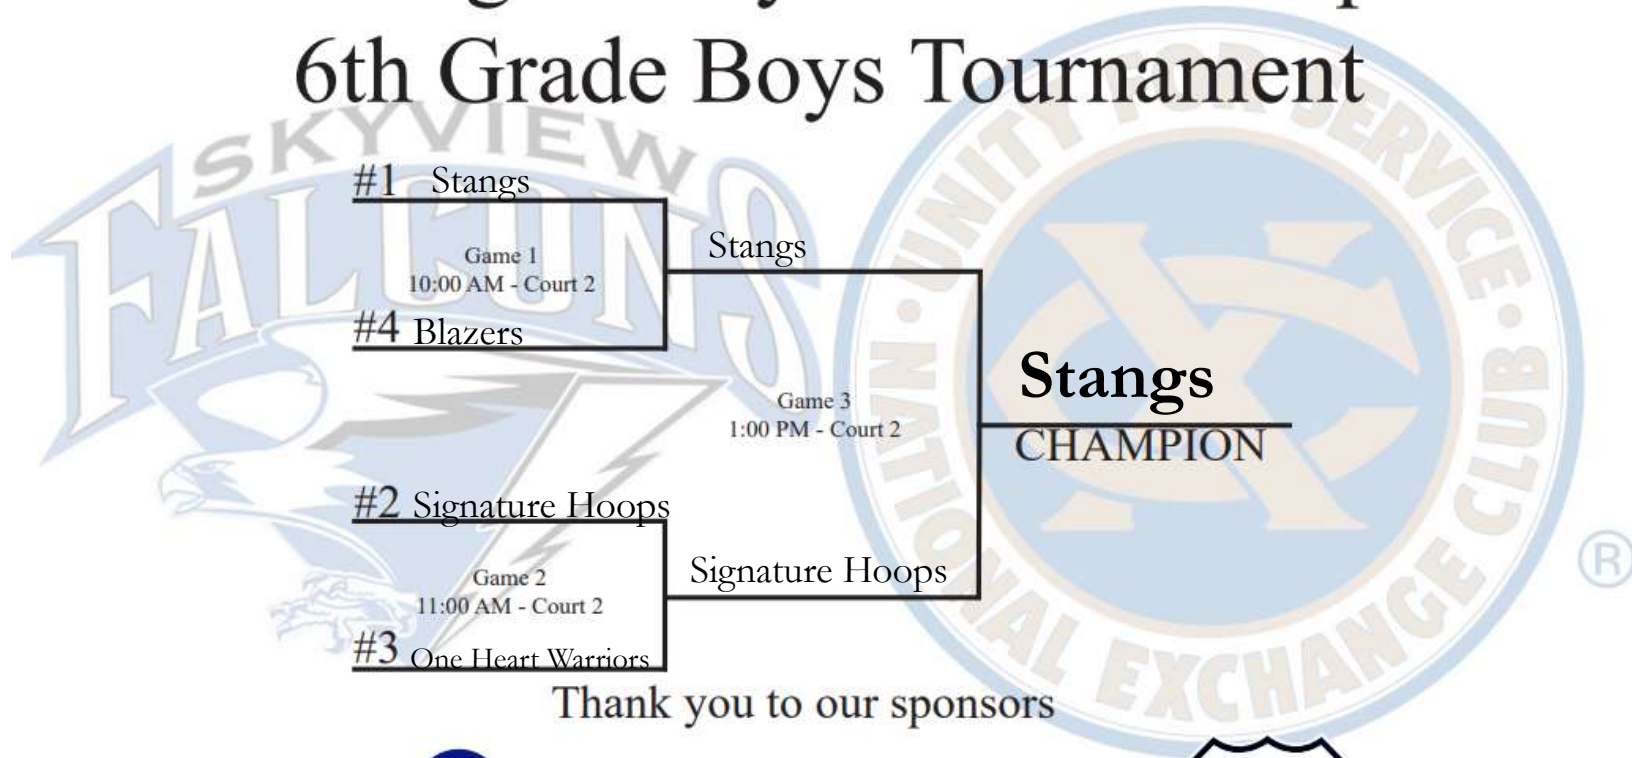 6th Grade Boys Tournament
SKYVIEW
FALCONS
UNITY FOR SERVICE
NATIONAL EXCHANGE CLUB
#1 Stangs
Game 1
10:00 AM - Court 2
#4 Blazers
Stangs
Game 3
1:00 PM - Court 2
Stangs
CHAMPION
#2 Signature Hoops
Game 2
11:00 AM - Court 2
#3 One Heart Warriors
Signature Hoops
®
Thank you to our sponsors